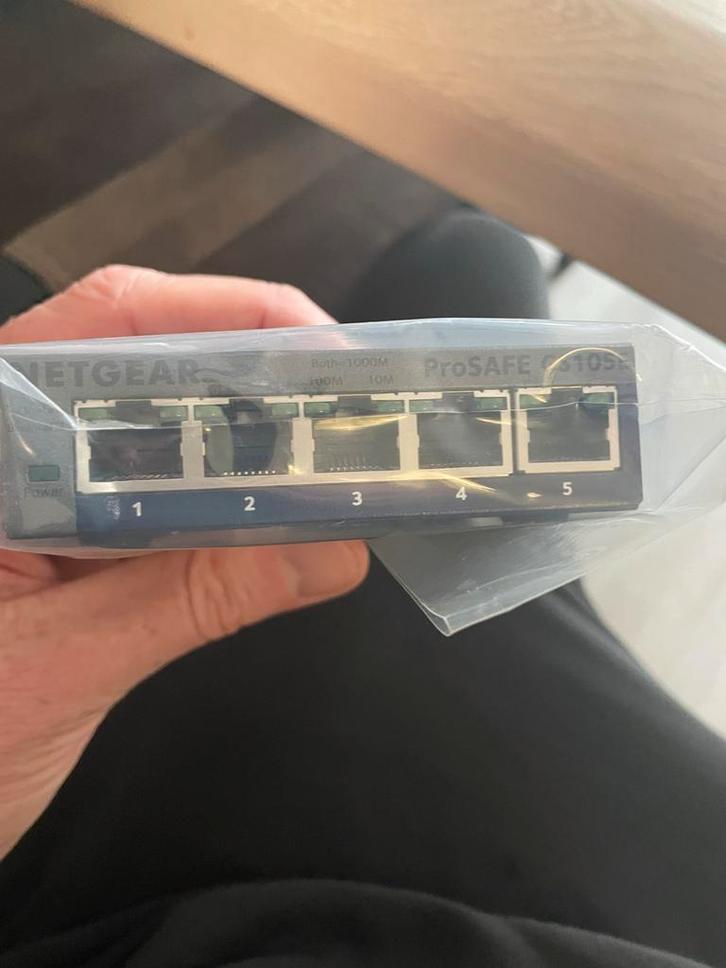 NETGEAR
Both=1000M
100M 10M
ProSAFE
Power
1 2 3 4 5